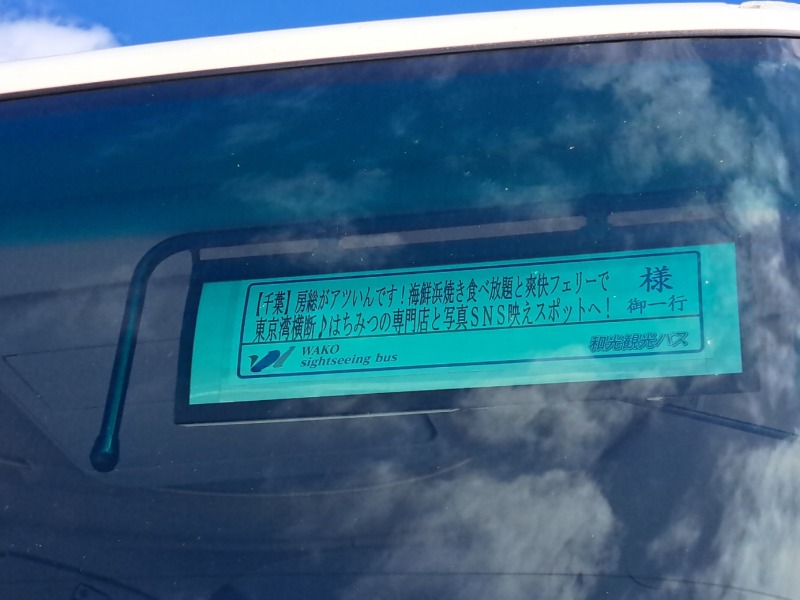 【千葉】房総がアツいんです！海鮮浜焼き食べ放題と爽快フェリーで
東京湾横断♪はちみつの専門店と写真SNS映えスポットへ！
様
御一行
WAKO
sightseeing bus
和光観光バス